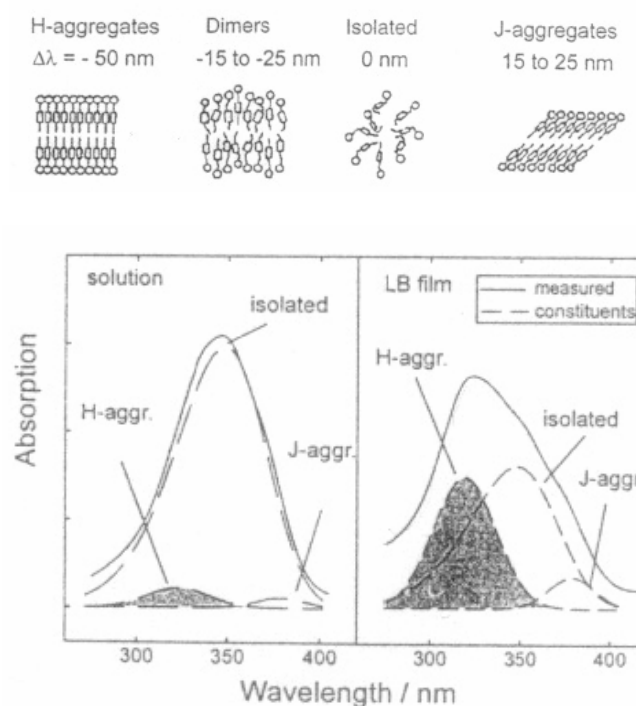 H-aggregates Dimers Isolated J-aggregates
Δλ = - 50 nm -15 to -25 nm 0 nm 15 to 25 nm
solution
isolated
H-aggr.
J-aggr.
LB film
measured
constituents
H-aggr.
isolated
J-aggr
Absorption
300 350 400 300 350 400
Wavelength / nm